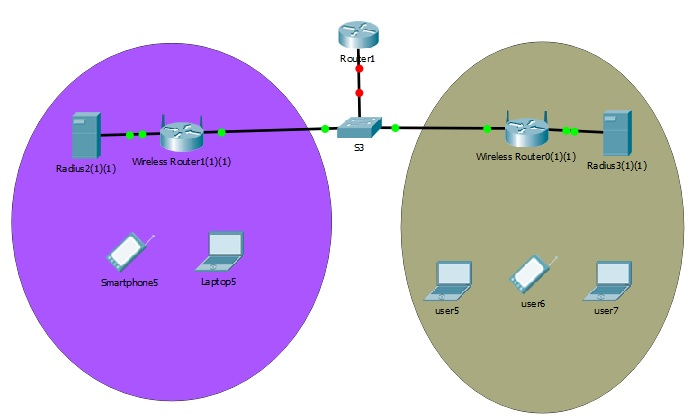 Router1
S3
Radius2(1)(1)
Wireless Router1(1)(1)
Wireless Router0(1)(1)
Radius3(1)(1)
Smartphone5
Laptop5
user5
user6
user7